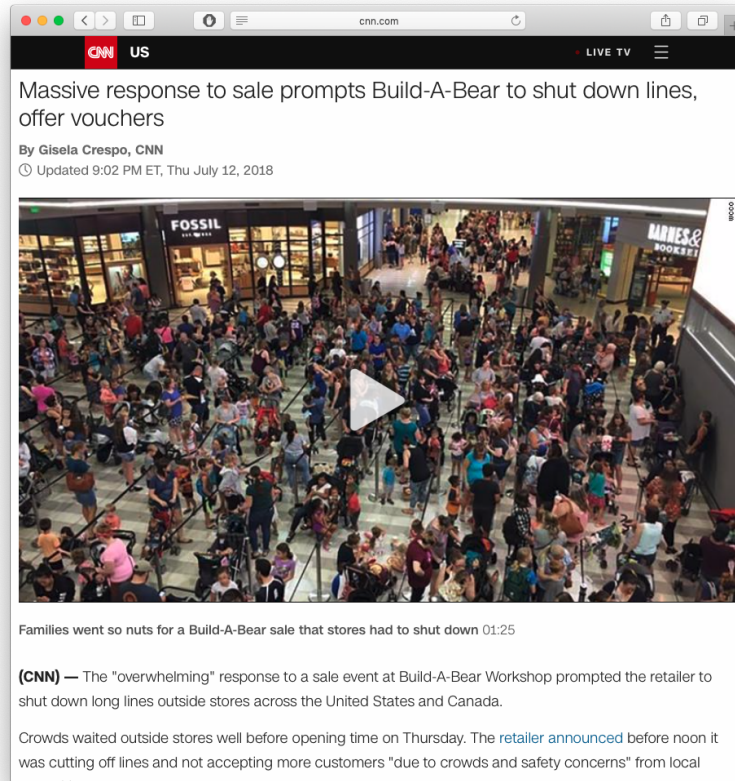 cnn.com
CNN US LIVE TV
Massive response to sale prompts Build-A-Bear to shut down lines,
offer vouchers
By Gisela Crespo, CNN
Updated 9:02 PM ET, Thu July 12, 2018
WCCO
FOSSIL
BARNES&
BOOKSEL
Families went so nuts for a Build-A-Bear sale that stores had to shut down 01:25
(CNN) — The "overwhelming" response to a sale event at Build-A-Bear Workshop prompted the retailer to
shut down long lines outside stores across the United States and Canada.
Crowds waited outside stores well before opening time on Thursday. The retailer announced before noon it
was cutting off lines and not accepting more customers "due to crowds and safety concerns" from local